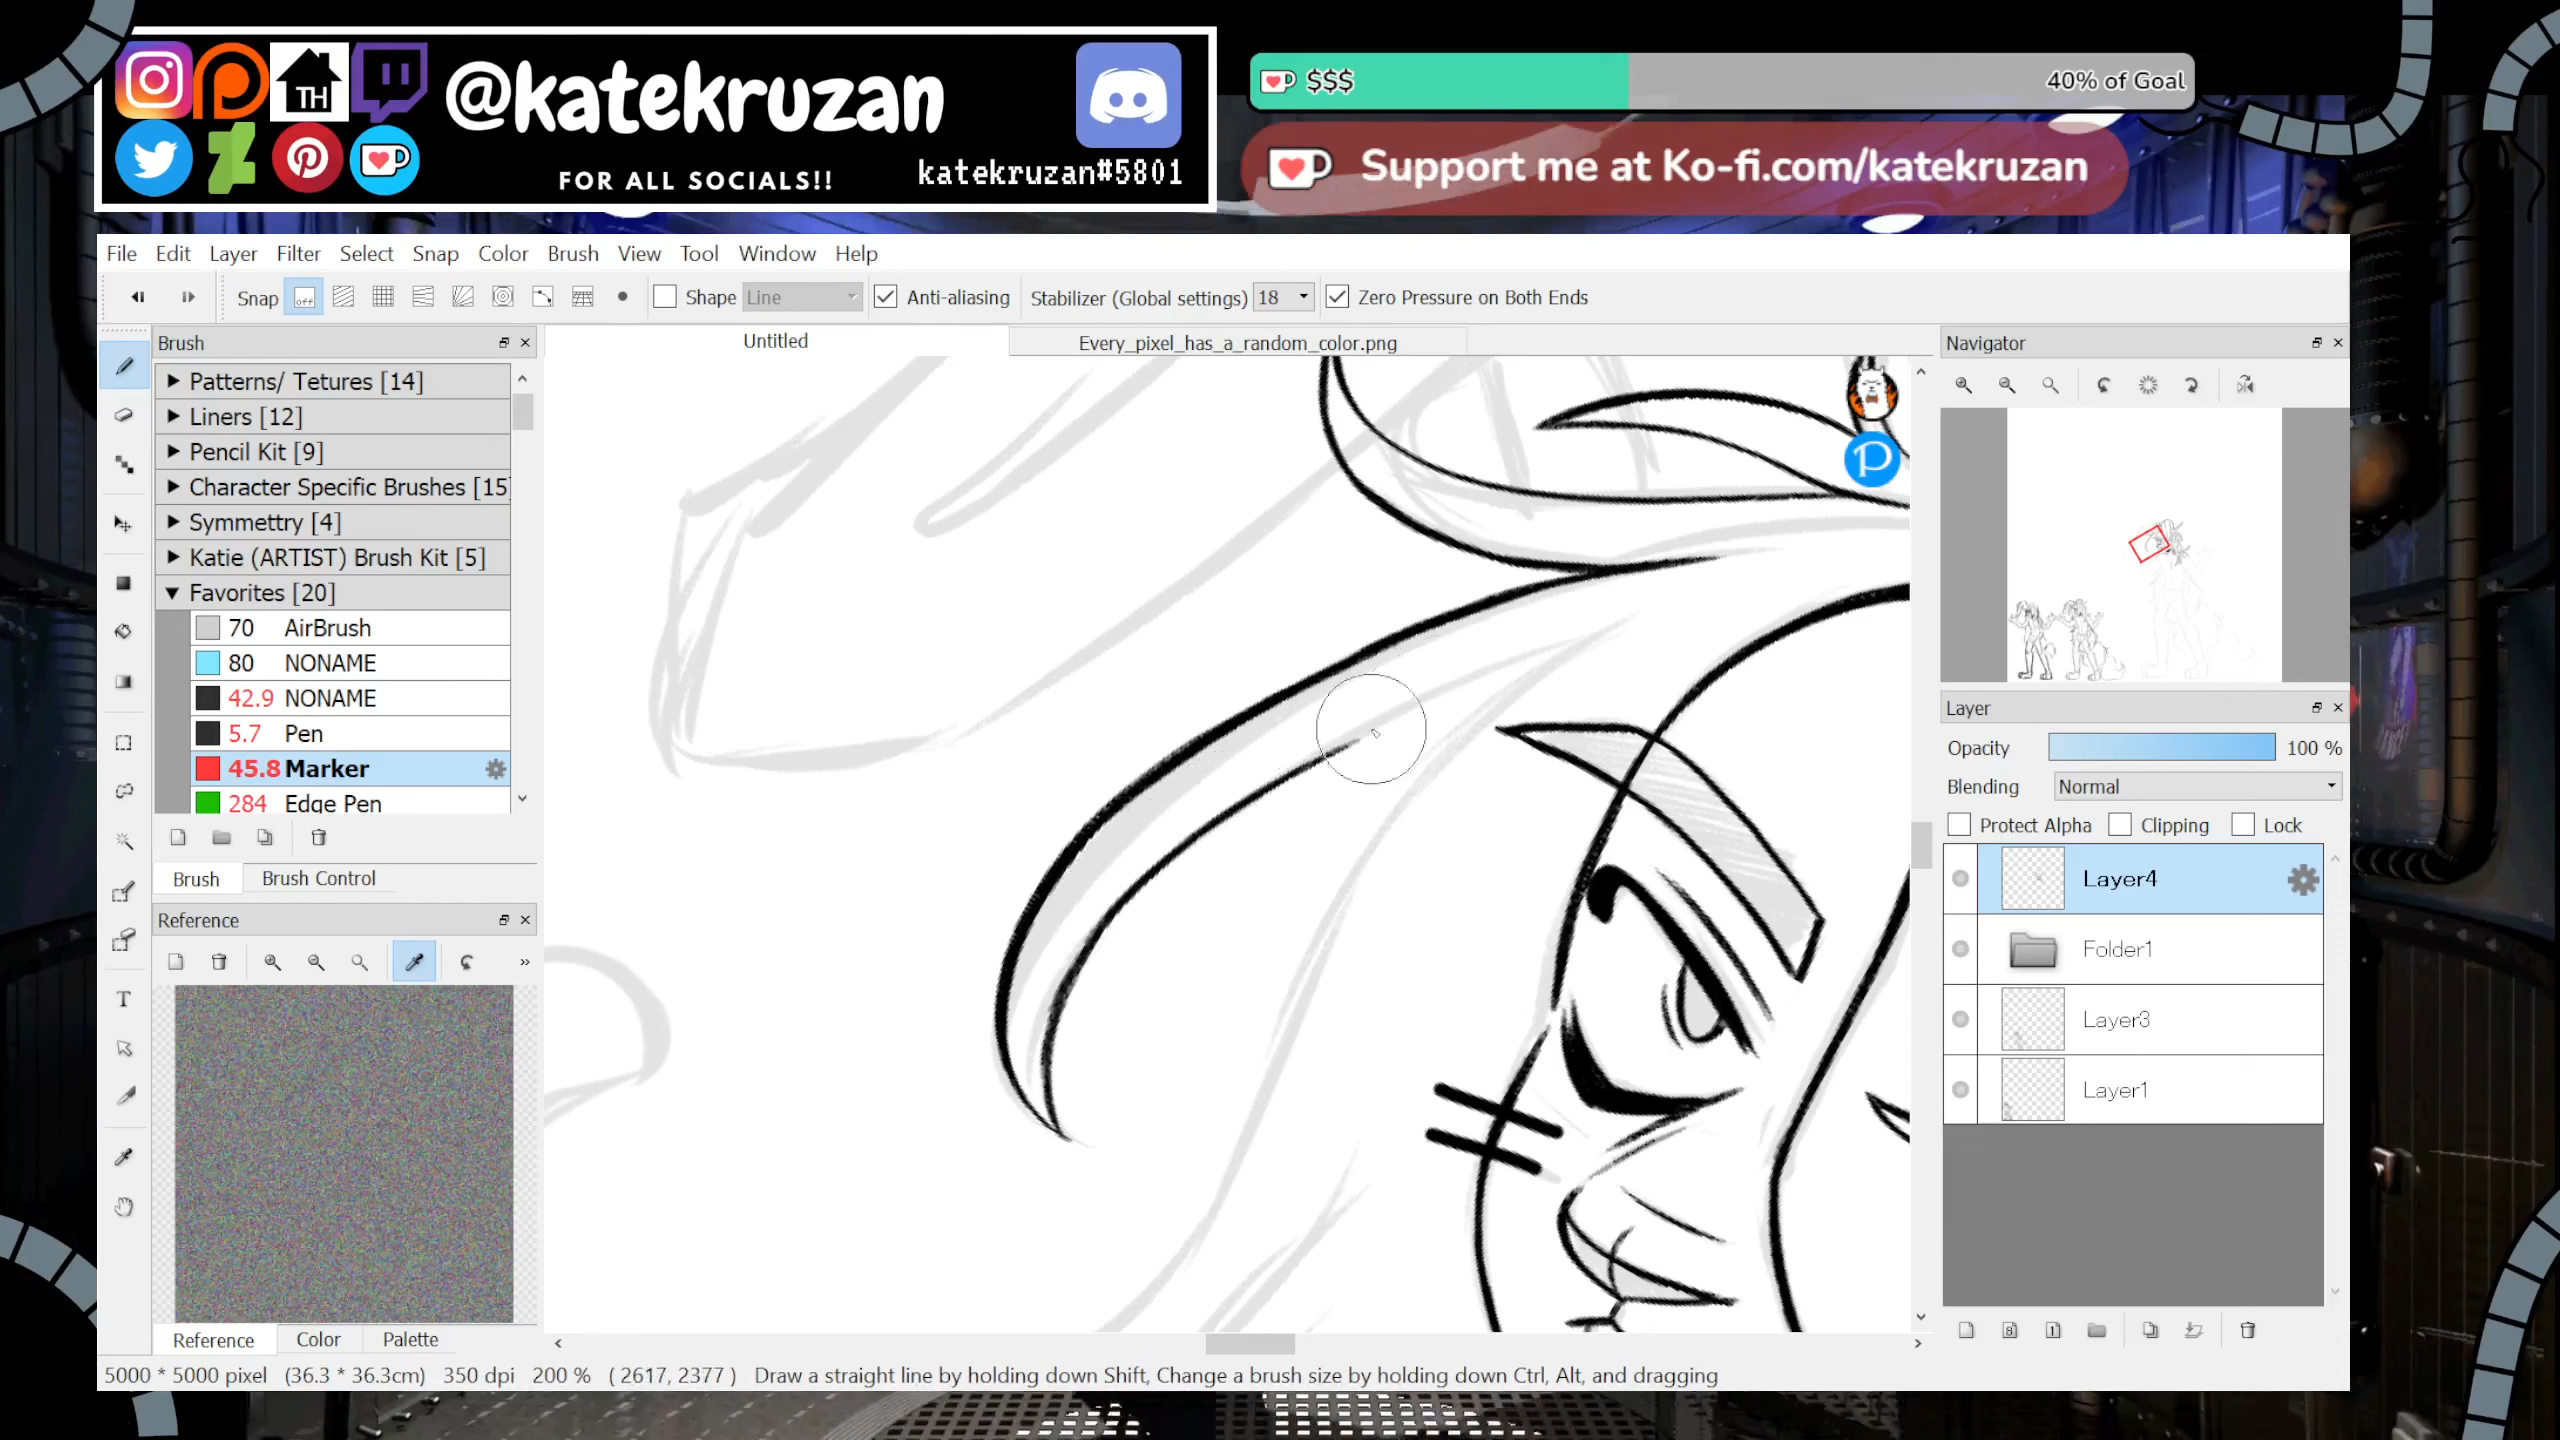 TH
@katekruzan
FOR ALL SOCIALS!!
katekruzan#5801
$$$
40% of Goal
Support me at Ko-fi.com/katekruzan
File Edit Layer Filter Select Snap Color Brush View Tool Window Help
Snap off Shape Line Anti-aliasing Stabilizer (Global settings) 18 Zero Pressure on Both Ends
Brush
Patterns/ Tetures [14]
Liners [12]
Pencil Kit [9]
Character Specific Brushes [15]
Symmettry [4]
Katie (ARTIST) Brush Kit [5]
Favorites [20]
70 AirBrush
80 NONAME
42.9 NONAME
5.7 Pen
45.8 Marker
284 Edge Pen
Brush Brush Control
Reference
Reference Color Palette
Untitled
Every_pixel_has_a_random_color.png
P
Navigator
Layer
Opacity 100 %
Blending Normal
Protect Alpha Clipping Lock
Layer4
Folder1
Layer3
Layer1
5000 * 5000 pixel (36.3 * 36.3cm) 350 dpi 200 % ( 2617, 2377 ) Draw a straight line by holding down Shift, Change a brush size by holding down Ctrl, Alt, and dragging